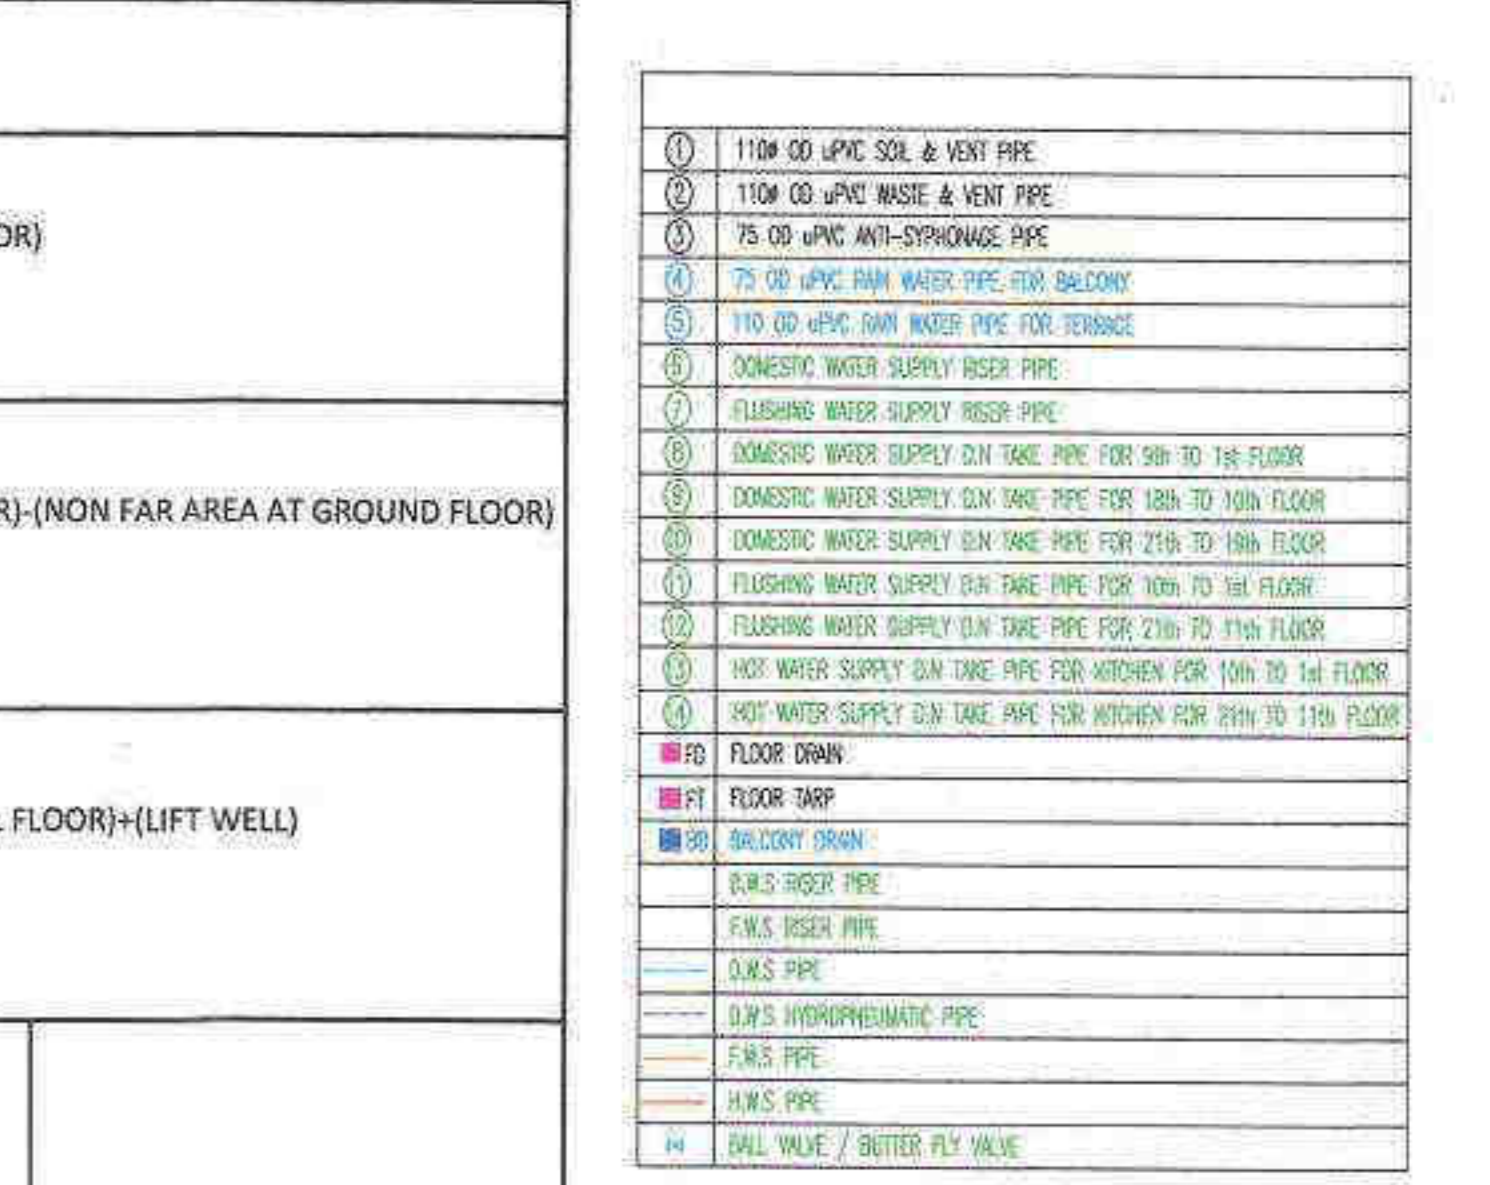 OR)
R)-(NON FAR AREA AT GROUND FLOOR)
L FLOOR)+(LIFT WELL)
1 110Ø OD uPVC SOIL & VENT PIPE
2 110Ø OD uPVC WASTE & VENT PIPE
3 75 OD uPVC ANTI-SYPHONAGE PIPE
4 75 OD uPVC RAIN WATER PIPE FOR BALCONY
5 110 OD uPVC RAIN WATER PIPE FOR TERRACE
6 DOMESTIC WATER SUPPLY RISER PIPE
7 FLUSHING WATER SUPPLY RISER PIPE
8 DOMESTIC WATER SUPPLY D.N TAKE PIPE FOR 9th TO 1st FLOOR
9 DOMESTIC WATER SUPPLY D.N TAKE PIPE FOR 18th TO 10th FLOOR
10 DOMESTIC WATER SUPPLY D.N TAKE PIPE FOR 21th TO 19th FLOOR
11 FLUSHING WATER SUPPLY D.N TAKE PIPE FOR 10th TO 1st FLOOR
12 FLUSHING WATER SUPPLY D.N TAKE PIPE FOR 21th TO 11th FLOOR
13 HOT WATER SUPPLY D.N TAKE PIPE FOR KITCHEN FOR 10th TO 1st FLOOR
14 HOT WATER SUPPLY D.N TAKE PIPE FOR KITCHEN FOR 21th TO 11th FLOOR
FD FLOOR DRAIN
FT FLOOR TARP
BD BALCONY DRAIN
D.W.S RISER PIPE
F.W.S RISER PIPE
D.W.S PIPE
D.W.S HYDROPNEUMATIC PIPE
F.W.S PIPE
H.W.S PIPE
BALL VALVE / BUTTER FLY VALVE